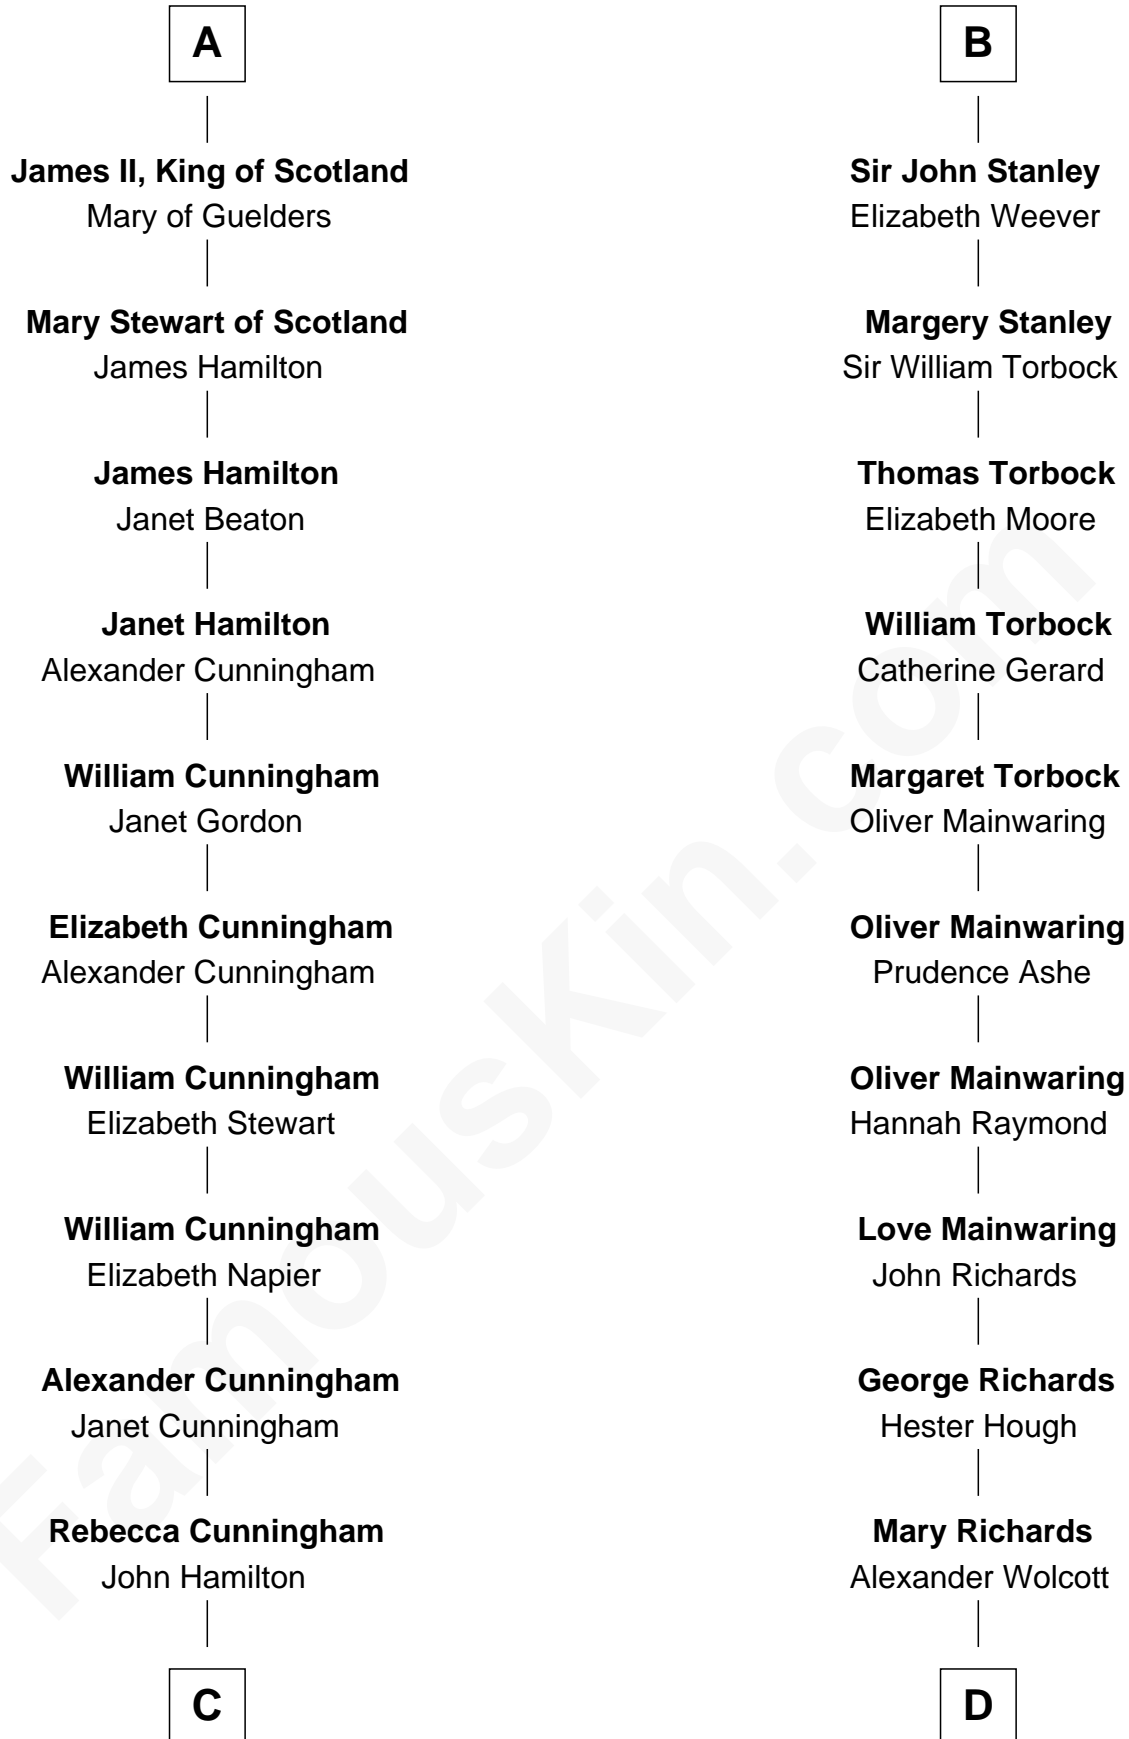 A
James II, King of Scotland
Mary of Guelders
Mary Stewart of Scotland
James Hamilton
James Hamilton
Janet Beaton
Janet Hamilton
Alexander Cunningham
William Cunningham
Janet Gordon
Elizabeth Cunningham
Alexander Cunningham
William Cunningham
Elizabeth Stewart
William Cunningham
Elizabeth Napier
Alexander Cunningham
Janet Cunningham
Rebecca Cunningham
John Hamilton
C
B
Sir John Stanley
Elizabeth Weever
Margery Stanley
Sir William Torbock
Thomas Torbock
Elizabeth Moore
William Torbock
Catherine Gerard
Margaret Torbock
Oliver Mainwaring
Oliver Mainwaring
Prudence Ashe
Oliver Mainwaring
Hannah Raymond
Love Mainwaring
John Richards
George Richards
Hester Hough
Mary Richards
Alexander Wolcott
D
FamousKin.com